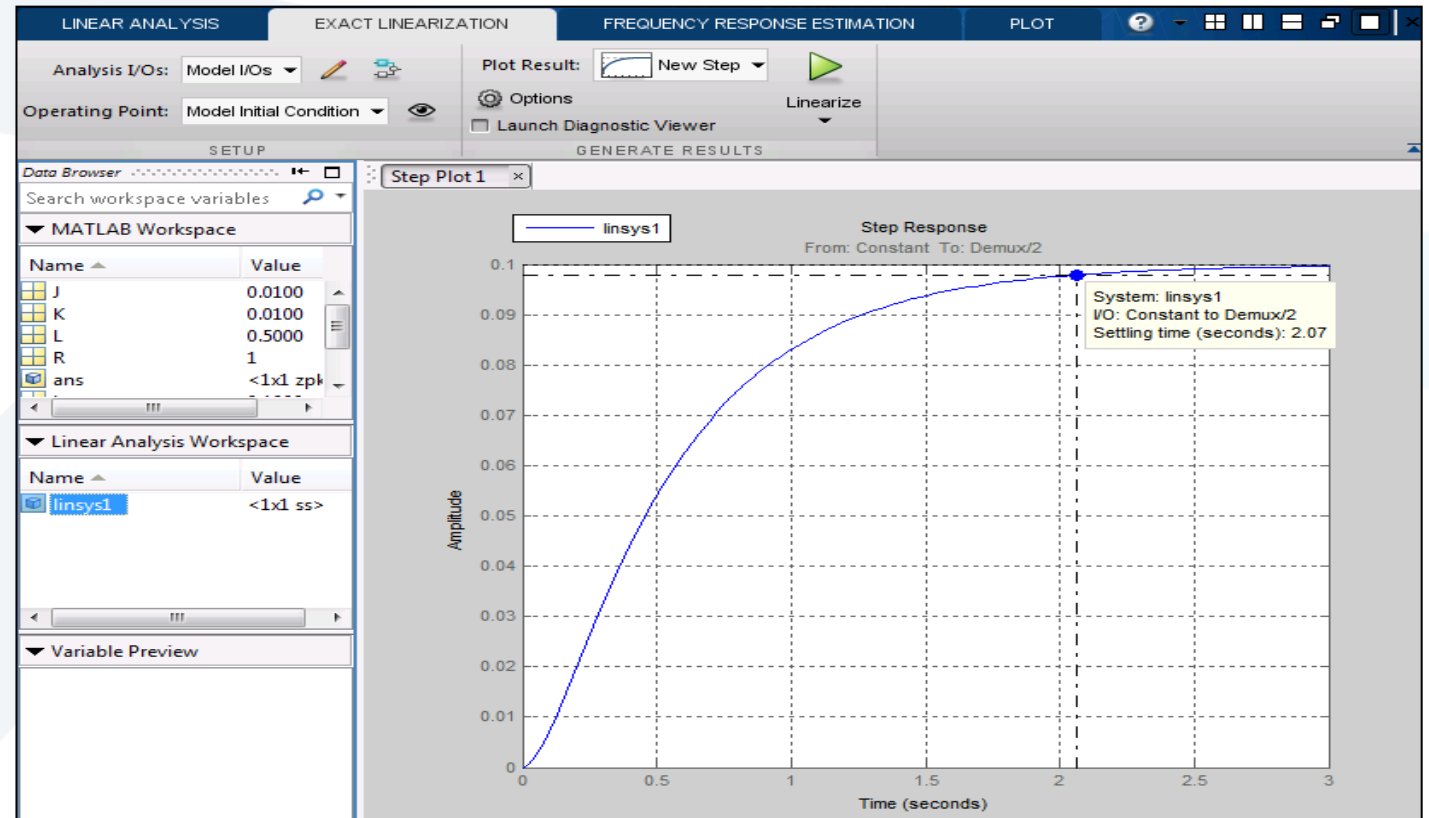 LINEAR ANALYSIS EXACT LINEARIZATION FREQUENCY RESPONSE ESTIMATION PLOT
Analysis I/Os: Model I/Os
Plot Result: New Step
Operating Point: Model Initial Condition
Options
Launch Diagnostic Viewer
Linearize
SETUP GENERATE RESULTS
Data Browser
Search workspace variables
MATLAB Workspace
Name Value
J 0.0100
K 0.0100
L 0.5000
R 1
ans <1x1 zpk
Linear Analysis Workspace
Name Value
linsys1 <1x1 ss>
Variable Preview
Step Plot 1
linsys1
Step Response
From: Constant To: Demux/2
0.1
0.09
0.08
0.07
0.06
0.05
0.04
0.03
0.02
0.01
0
Amplitude
System: linsys1
I/O: Constant to Demux/2
Settling time (seconds): 2.07
0 0.5 1 1.5 2 2.5 3
Time (seconds)